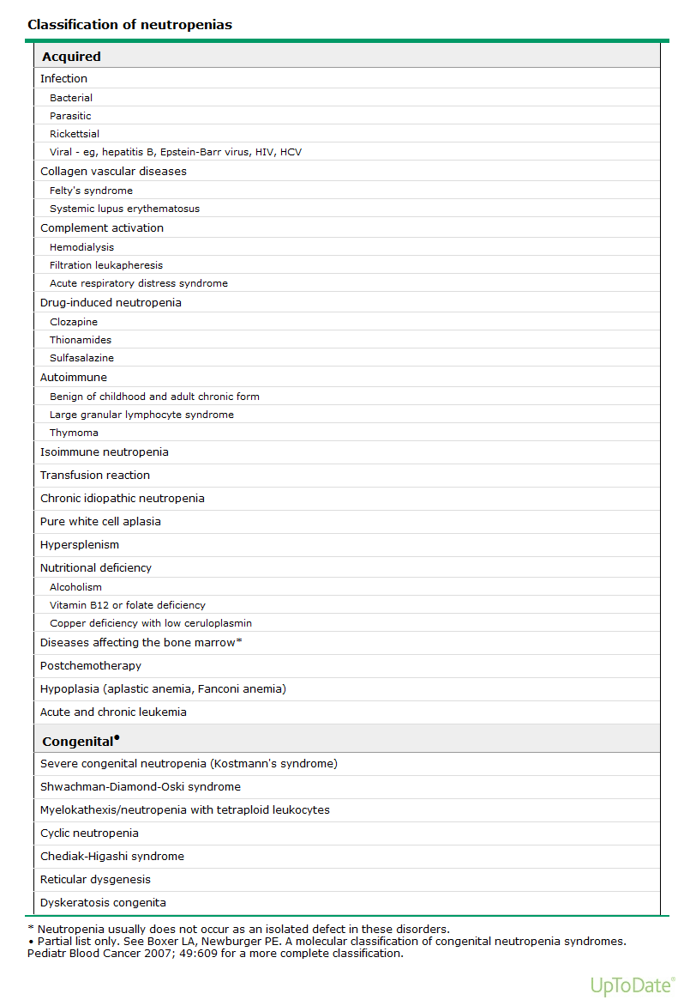 Classification of neutropenias
Acquired
Infection
Bacterial
Parasitic
Rickettsial
Viral - eg, hepatitis B, Epstein-Barr virus, HIV, HCV
Collagen vascular diseases
Felty's syndrome
Systemic lupus erythematosus
Complement activation
Hemodialysis
Filtration leukapheresis
Acute respiratory distress syndrome
Drug-induced neutropenia
Clozapine
Thionamides
Sulfasalazine
Autoimmune
Benign of childhood and adult chronic form
Large granular lymphocyte syndrome
Thymoma
Isoimmune neutropenia
Transfusion reaction
Chronic idiopathic neutropenia
Pure white cell aplasia
Hypersplenism
Nutritional deficiency
Alcoholism
Vitamin B12 or folate deficiency
Copper deficiency with low ceruloplasmin
Diseases affecting the bone marrow*
Postchemotherapy
Hypoplasia (aplastic anemia, Fanconi anemia)
Acute and chronic leukemia
Congenital•
Severe congenital neutropenia (Kostmann's syndrome)
Shwachman-Diamond-Oski syndrome
Myelokathexis/neutropenia with tetraploid leukocytes
Cyclic neutropenia
Chediak-Higashi syndrome
Reticular dysgenesis
Dyskeratosis congenita
* Neutropenia usually does not occur as an isolated defect in these disorders.
• Partial list only. See Boxer LA, Newburger PE. A molecular classification of congenital neutropenia syndromes.
Pediatr Blood Cancer 2007; 49:609 for a more complete classification.
UpToDate®